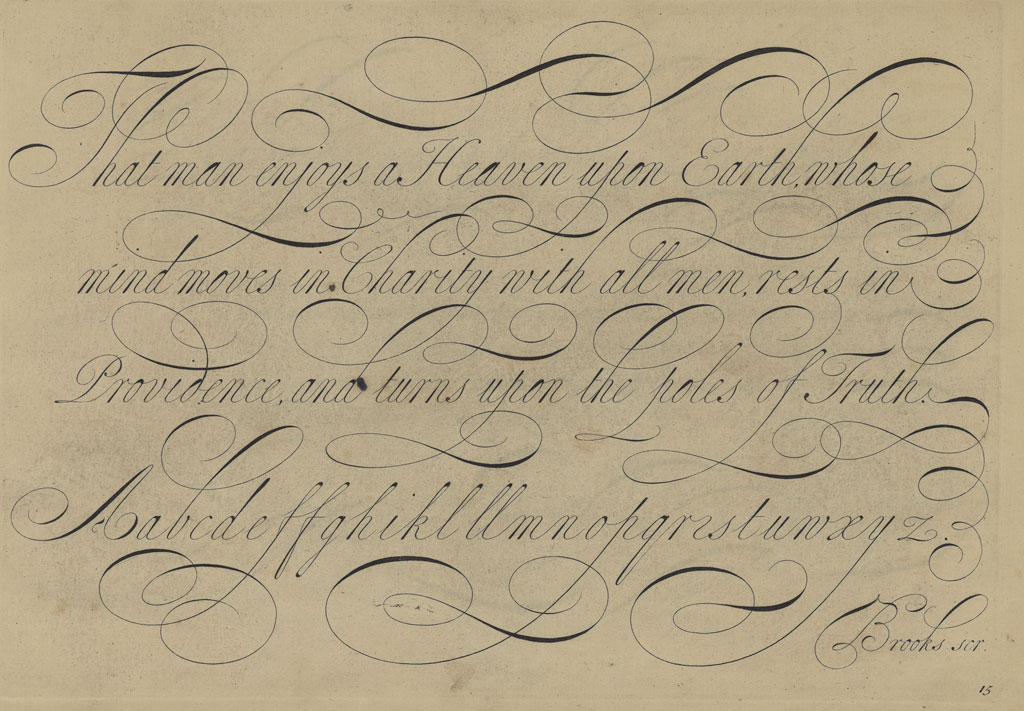 That man enjoys a Heaven upon Earth, whose
mind moves in Charity with all men, rests in
Providence, and turns upon the poles of Truth.
Aabcdeffghiklllmnopqrsstuwxyz.
Brooks scr.
15